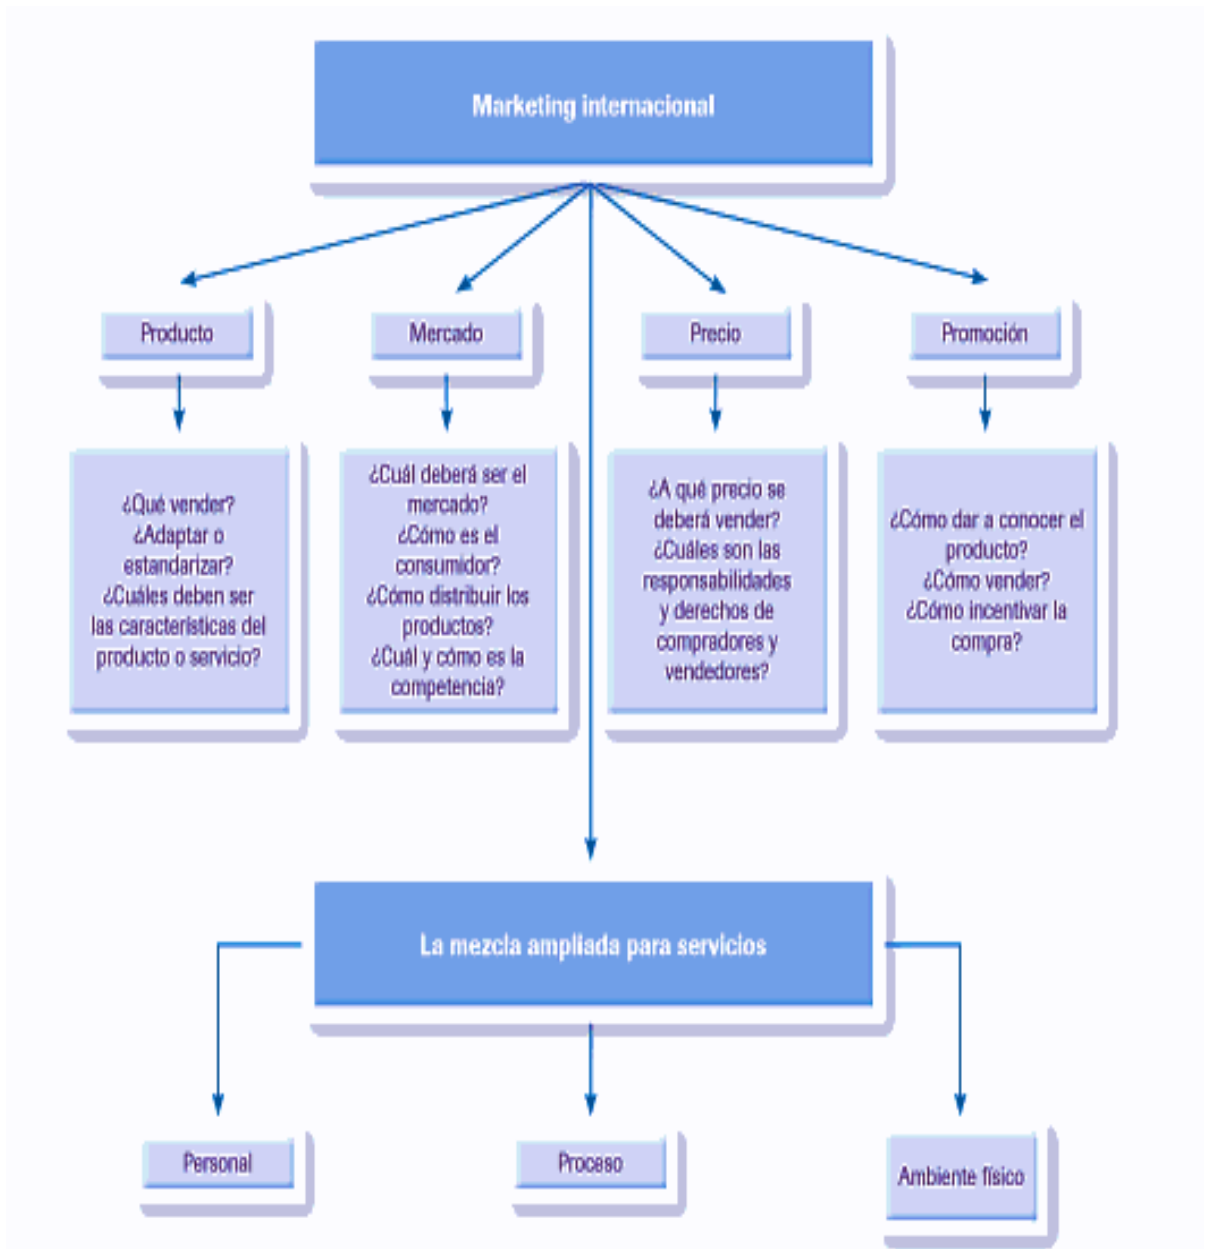 Marketing internacional
Producto
Mercado
Precio
Promoción
¿Qué vender?
¿Adaptar o
estandarizar?
¿Cuáles deben ser
las características del
producto o servicio?
¿Cuál deberá ser el
mercado?
¿Cómo es el
consumidor?
¿Cómo distribuir los
productos?
¿Cuál y cómo es la
competencia?
¿A qué precio se
deberá vender?
¿Cuáles son las
responsabilidades
y derechos de
compradores y
vendedores?
¿Cómo dar a conocer el
producto?
¿Cómo vender?
¿Cómo incentivar la
compra?
La mezcla ampliada para servicios
Personal
Proceso
Ambiente físico